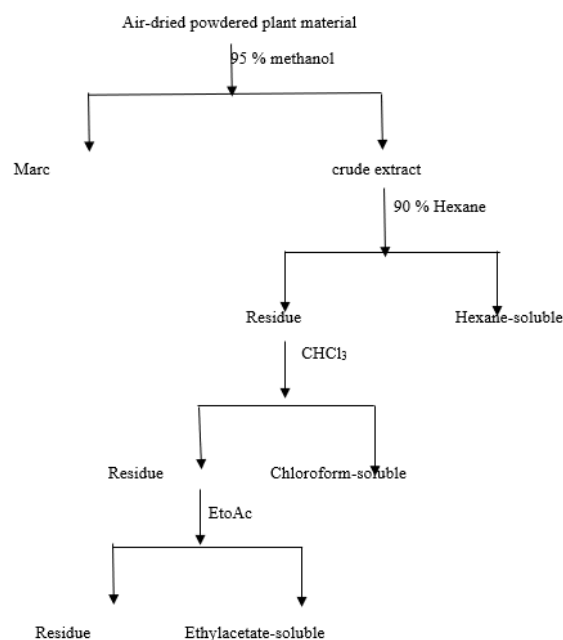 Air-dried powdered plant material
95 % methanol
Marc
crude extract
90 % Hexane
Residue
Hexane-soluble
CHCl₃
Residue
Chloroform-soluble
EtoAc
Residue
Ethylacetate-soluble